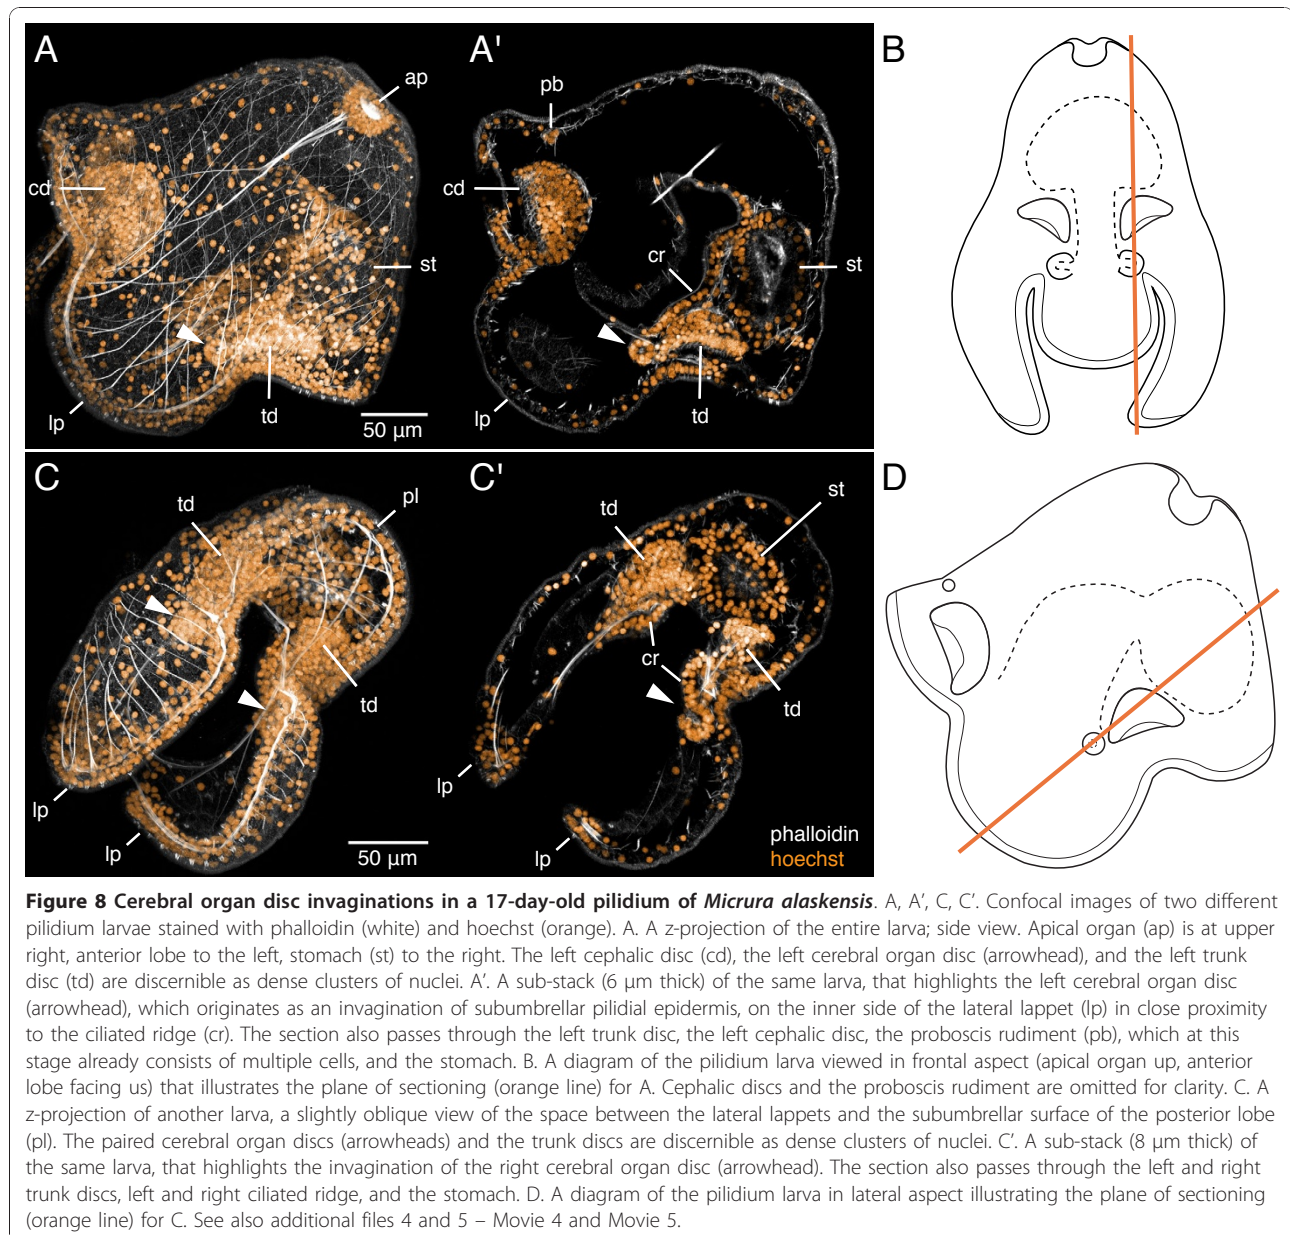 A
ap
cd
st
lp
td
50 µm
A'
pb
cd
cr
st
lp
td
B
C
td
pl
td
lp
lp
50 µm
C'
td
st
cr
td
lp
lp
phalloidin
hoechst
D
Figure 8 Cerebral organ disc invaginations in a 17-day-old pilidium of Micrura alaskensis. A, A’, C, C’. Confocal images of two different
pilidium larvae stained with phalloidin (white) and hoechst (orange). A. A z-projection of the entire larva; side view. Apical organ (ap) is at upper
right, anterior lobe to the left, stomach (st) to the right. The left cephalic disc (cd), the left cerebral organ disc (arrowhead), and the left trunk
disc (td) are discernible as dense clusters of nuclei. A’. A sub-stack (6 μm thick) of the same larva, that highlights the left cerebral organ disc
(arrowhead), which originates as an invagination of subumbrellar pilidial epidermis, on the inner side of the lateral lappet (lp) in close proximity
to the ciliated ridge (cr). The section also passes through the left trunk disc, the left cephalic disc, the proboscis rudiment (pb), which at this
stage already consists of multiple cells, and the stomach. B. A diagram of the pilidium larva viewed in frontal aspect (apical organ up, anterior
lobe facing us) that illustrates the plane of sectioning (orange line) for A. Cephalic discs and the proboscis rudiment are omitted for clarity. C. A
z-projection of another larva, a slightly oblique view of the space between the lateral lappets and the subumbrellar surface of the posterior lobe
(pl). The paired cerebral organ discs (arrowheads) and the trunk discs are discernible as dense clusters of nuclei. C’. A sub-stack (8 μm thick) of
the same larva, that highlights the invagination of the right cerebral organ disc (arrowhead). The section also passes through the left and right
trunk discs, left and right ciliated ridge, and the stomach. D. A diagram of the pilidium larva in lateral aspect illustrating the plane of sectioning
(orange line) for C. See also additional files 4 and 5 – Movie 4 and Movie 5.